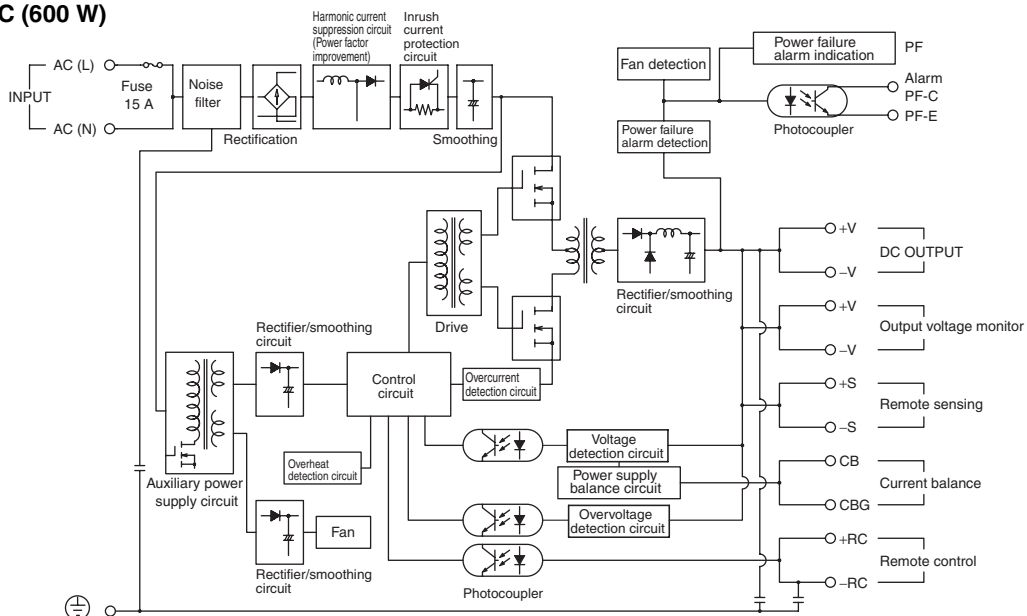 C (600 W)
Harmonic current
suppression circuit
(Power factor
improvement)
Inrush
current
protection
circuit
AC (L)
INPUT
AC (N)
Fuse
15 A
Noise
filter
Rectification
Smoothing
Fan detection
Power failure
alarm indication
PF
Alarm
PF-C
PF-E
Photocoupler
Power failure
alarm detection
Drive
Rectifier/smoothing
circuit
+V
DC OUTPUT
–V
+V
Output voltage monitor
–V
+S
Remote sensing
–S
CB
Current balance
CBG
+RC
Remote control
–RC
Rectifier/smoothing
circuit
Control
circuit
Overcurrent
detection circuit
Auxiliary power
supply circuit
Overheat
detection circuit
Voltage
detection circuit
Power supply
balance circuit
Overvoltage
detection circuit
Fan
Rectifier/smoothing
circuit
Photocoupler